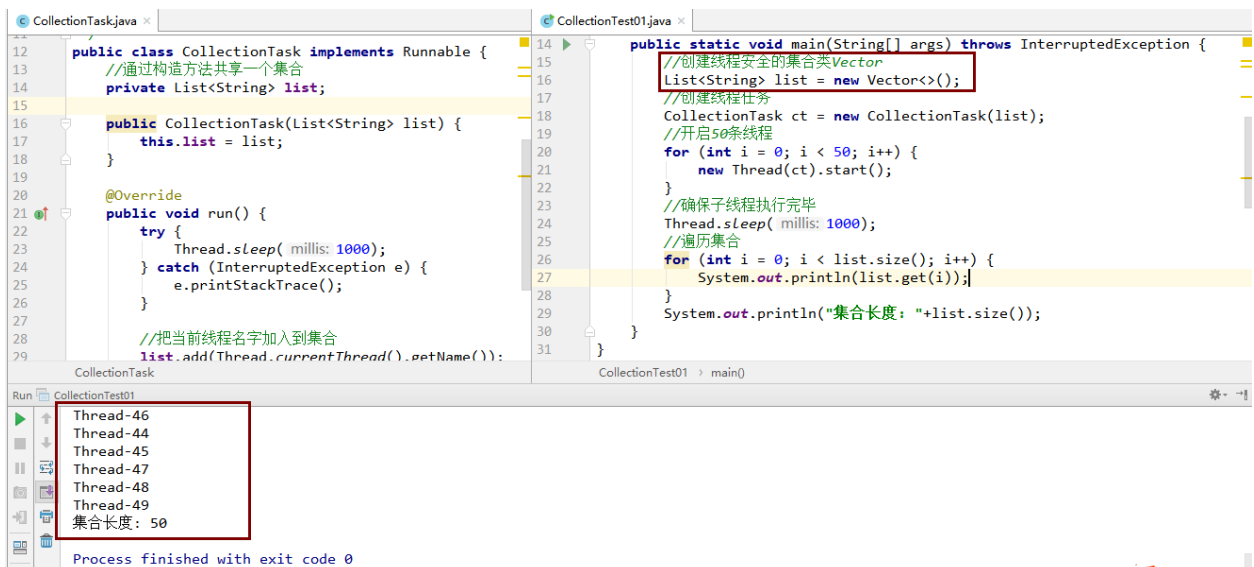 CollectionTask.java
12 public class CollectionTask implements Runnable {
13 //通过构造方法共享一个集合
14 private List<String> list;
15
16 public CollectionTask(List<String> list) {
17 this.list = list;
18 }
19
20 @Override
21 public void run() {
22 try {
23 Thread.sleep( millis: 1000);
24 } catch (InterruptedException e) {
25 e.printStackTrace();
26 }
27
28 //把当前线程名字加入到集合
29 list.add(Thread.currentThread().getName());
CollectionTask
CollectionTest01.java
14 public static void main(String[] args) throws InterruptedException {
15 //创建线程安全的集合类Vector
16 List<String> list = new Vector<>();
17 //创建线程任务
18 CollectionTask ct = new CollectionTask(list);
19 //开启50条线程
20 for (int i = 0; i < 50; i++) {
21 new Thread(ct).start();
22 }
23 //确保子线程执行完毕
24 Thread.sleep( millis: 1000);
25 //遍历集合
26 for (int i = 0; i < list.size(); i++) {
27 System.out.println(list.get(i));
28 }
29 System.out.println("集合长度: "+list.size());
30 }
31 }
CollectionTest01 › main()
Run CollectionTest01
Thread-46
Thread-44
Thread-45
Thread-47
Thread-48
Thread-49
集合长度: 50
Process finished with exit code 0